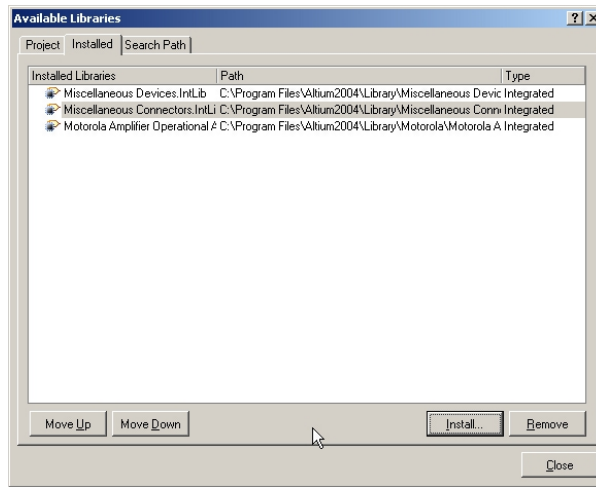 Available Libraries
Project Installed Search Path
Installed Libraries Path Type
Miscellaneous Devices.IntLib C:\Program Files\Altium2004\Library\Miscellaneous Devic Integrated
Miscellaneous Connectors.IntLi C:\Program Files\Altium2004\Library\Miscellaneous Conn Integrated
Motorola Amplifier Operational A C:\Program Files\Altium2004\Library\Motorola\Motorola A Integrated
Move Up Move Down Install... Remove
Close